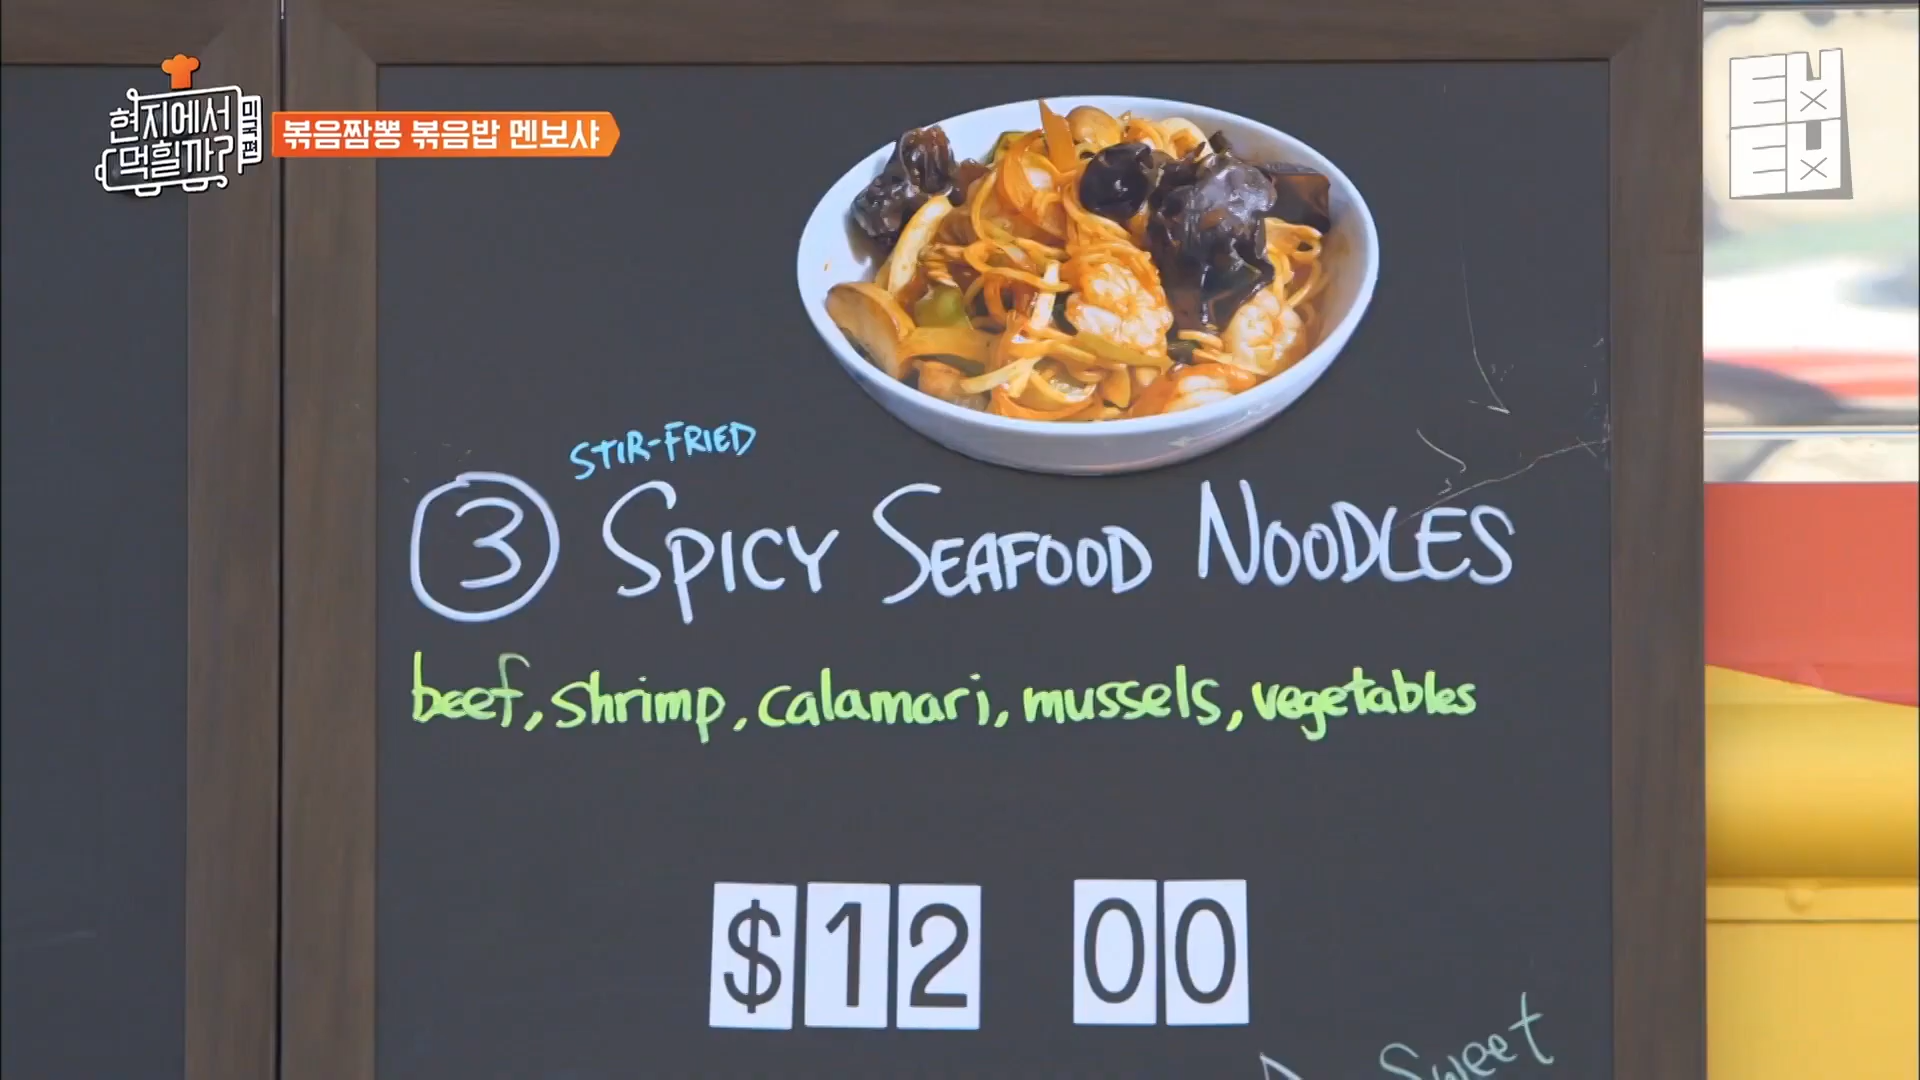 현지에서
먹힐까?
미국편
볶음짬뽕 볶음밥 멘보샤
STIR-FRIED
3 SPICY SEAFOOD NOODLES
beef, shrimp, calamari, mussels, vegetables
$12 00
Sweet